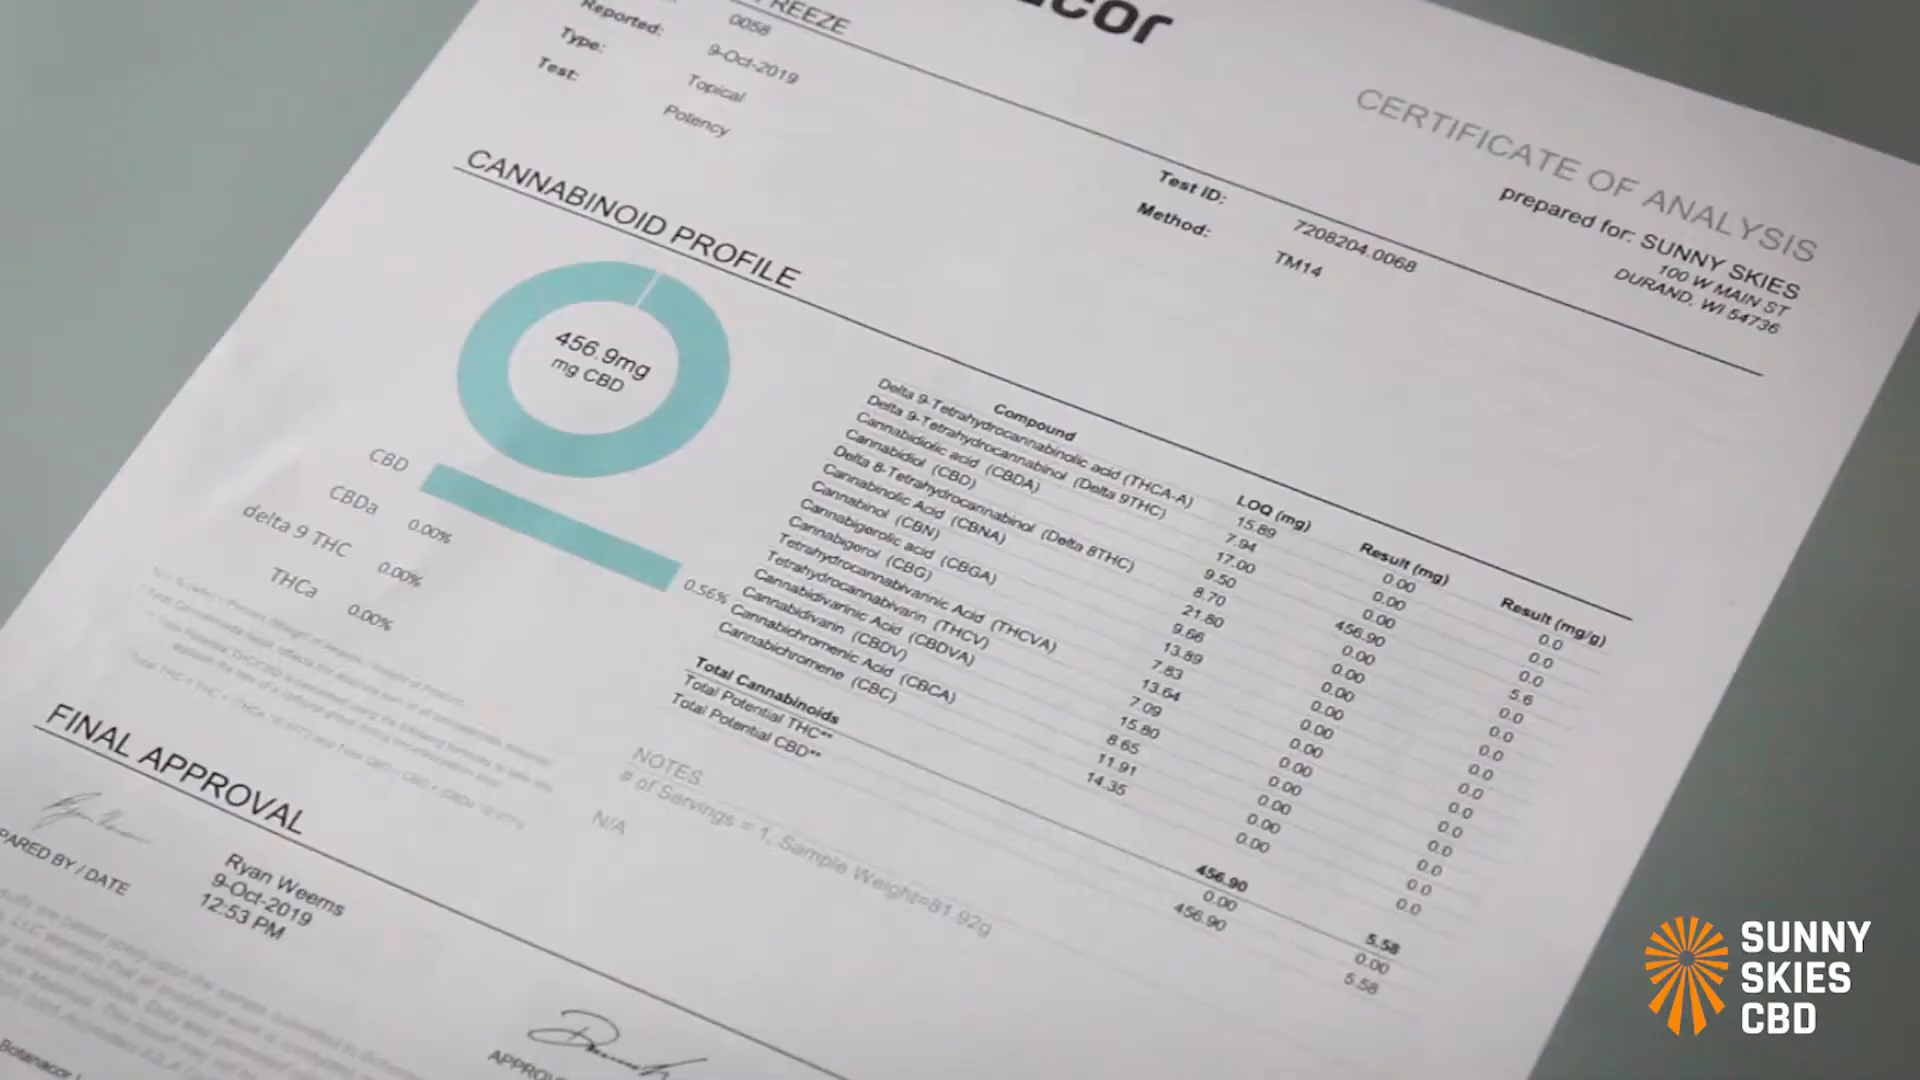 REEZE
0058
Reported:
9-Oct-2019
Type:
Topical
Test:
Potency
CERTIFICATE OF ANALYSIS
prepared for: SUNNY SKIES
100 W MAIN ST
DURAND, WI 54736
Test ID:
7208204.0068
Method:
TM14
CANNABINOID PROFILE
456.9mg
mg CBD
CBD
0.56%
CBDa 0.00%
delta 9 THC 0.00%
THCa 0.00%
Compound LOQ (mg) Result (mg) Result (mg/g)
Delta 9-Tetrahydrocannabinolic acid (THCA-A) 15.89 0.00 0.0
Delta 9-Tetrahydrocannabinol (Delta 9THC) 7.94 0.00 0.0
Cannabidiolic acid (CBDA) 17.00 0.00 0.0
Cannabidiol (CBD) 9.50 456.90 5.6
Delta 8-Tetrahydrocannabinol (Delta 8THC) 8.70 0.00 0.0
Cannabinolic Acid (CBNA) 21.80 0.00 0.0
Cannabinol (CBN) 9.66 0.00 0.0
Cannabigerolic acid (CBGA) 13.89 0.00 0.0
Cannabigerol (CBG) 7.83 0.00 0.0
Tetrahydrocannabivarinic Acid (THCVA) 13.64 0.00 0.0
Tetrahydrocannabivarin (THCV) 7.09 0.00 0.0
Cannabidivarinic Acid (CBDVA) 15.80 0.00 0.0
Cannabidivarin (CBDV) 8.65 0.00 0.0
Cannabichromenic Acid (CBCA) 11.91 0.00 0.0
Cannabichromene (CBC) 14.35 0.00 0.0
Total Cannabinoids 456.90 5.58
Total Potential THC** 0.00 0.00
Total Potential CBD** 456.90 5.58
NOTES
# of Servings = 1, Sample Weight=81.92g
N/A
FINAL APPROVAL
Ryan Weems
9-Oct-2019
12:53 PM
PARED BY / DATE
Botanacor
SUNNY
SKIES
CBD